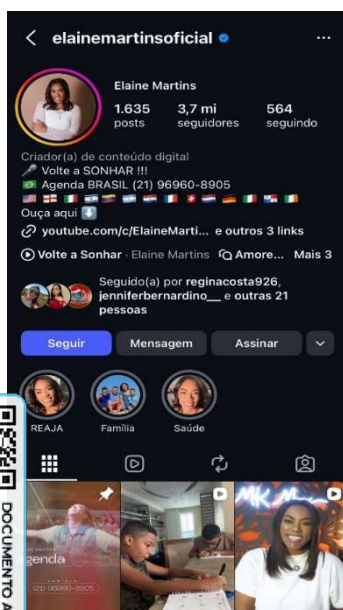 elainemartinsoficial
Elaine Martins
1.635 3,7 mi 564
posts seguidores seguindo
Criador(a) de conteúdo digital
Volte a SONHAR !!!
Agenda BRASIL (21) 96960-8905
Ouça aqui
youtube.com/c/ElaineMarti... e outros 3 links
Volte a Sonhar · Elaine Martins Amore... Mais 3
Seguido(a) por reginacosta926,
jenniferbernardino__ e outras 21
pessoas
Seguir Mensagem Assinar
REAJA Família Saúde
DOCUMENTO A
agenda
(21) 96960-8905
MK M